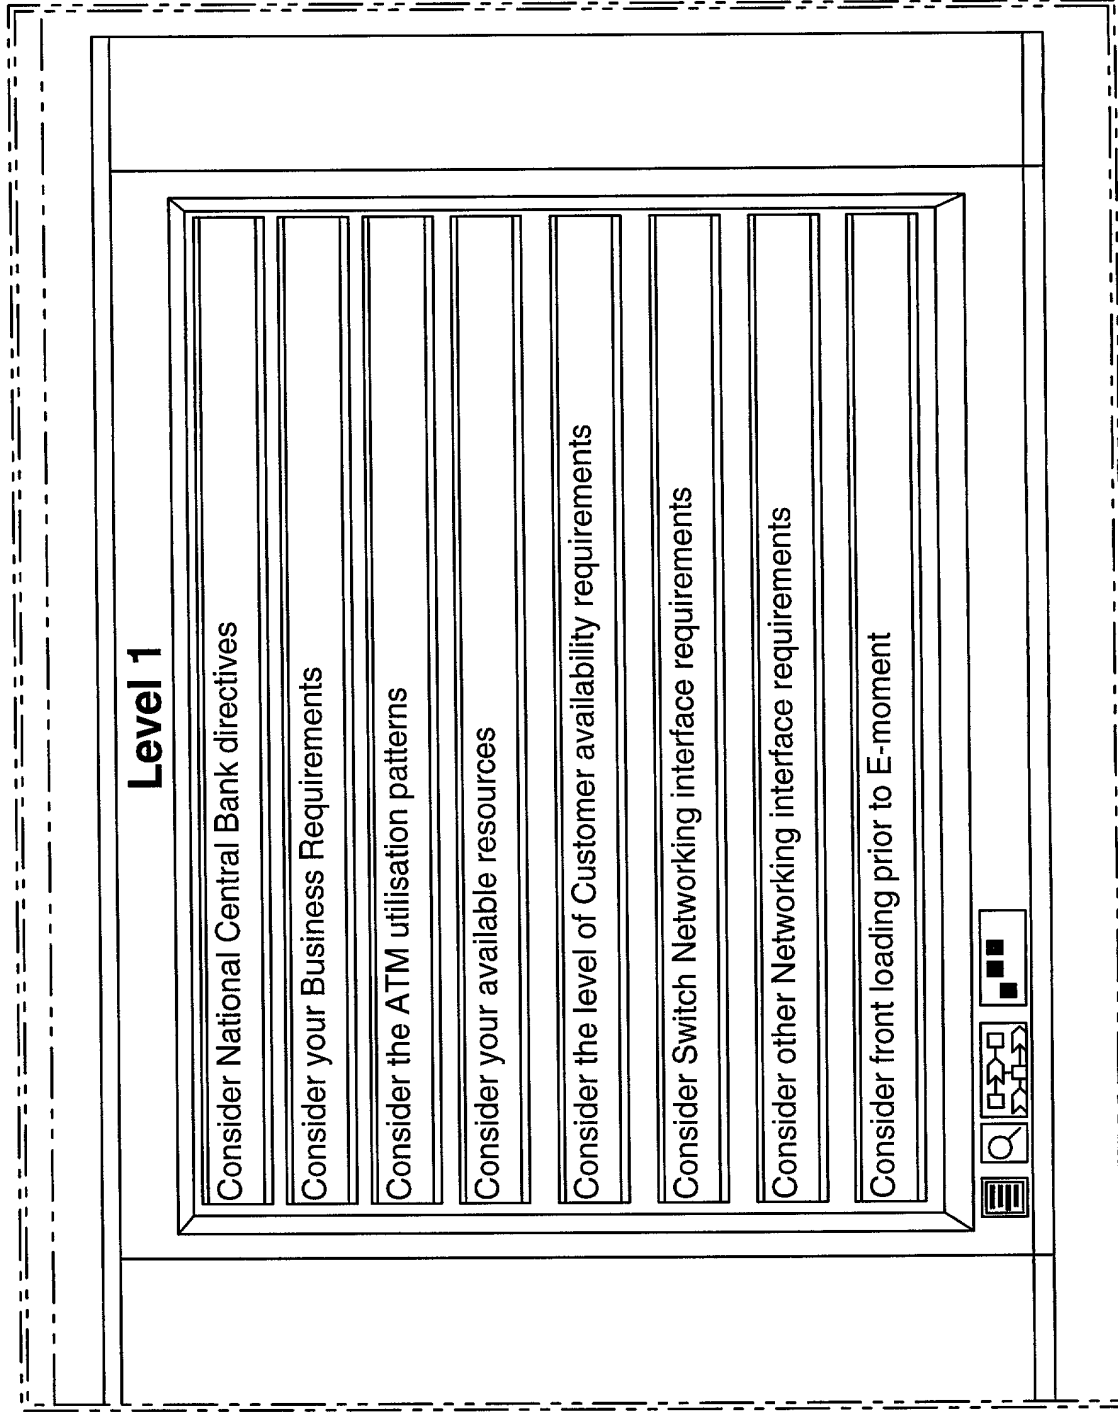 Level 1
Consider National Central Bank directives
Consider your Business Requirements
Consider the ATM utilisation patterns
Consider your available resources
Consider the level of Customer availability requirements
Consider Switch Networking interface requirements
Consider other Networking interface requirements
Consider front loading prior to E-moment